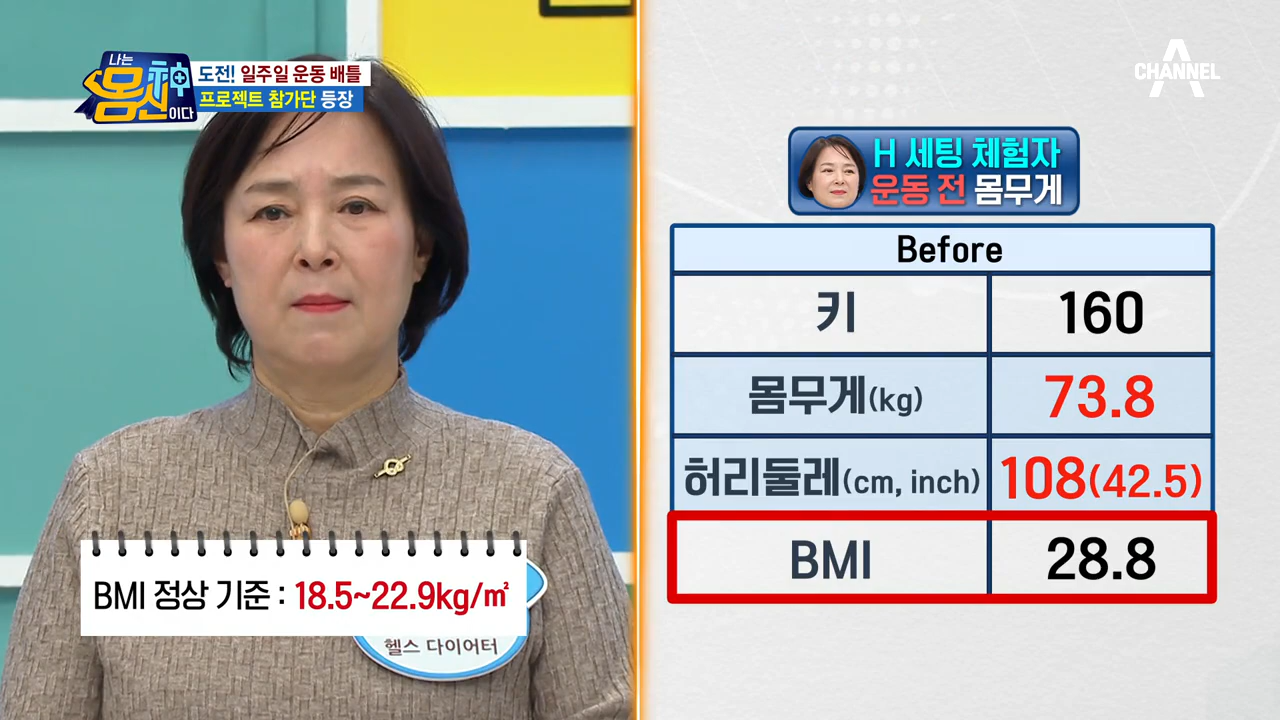 나는
몸신이다
神
도전! 일주일 운동 배틀
프로젝트 참가단 등장
CHANNEL A
H 세팅 체험자
운동 전 몸무게
Before
키 160
몸무게(kg) 73.8
허리둘레(cm, inch) 108(42.5)
BMI 28.8
BMI 정상 기준 : 18.5~22.9kg/㎡
헬스 다이어터